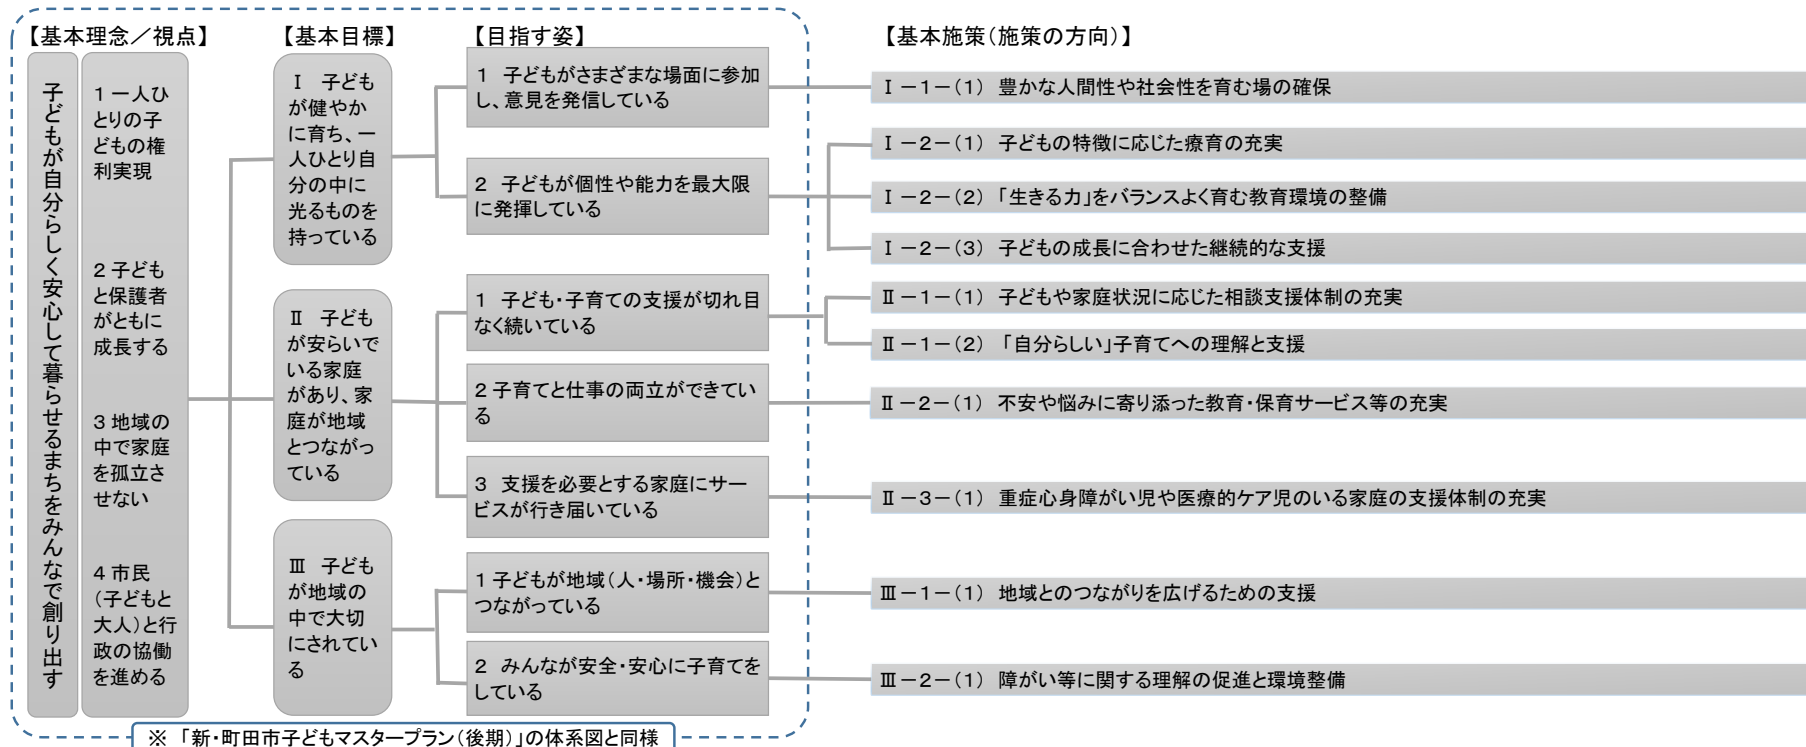 【基本理念／視点】
子どもが自分らしく安心して暮らせるまちをみんなで創り出す
1 一人ひ
とりの子
どもの権
利実現
2 子ども
と保護者
がともに
成長する
3 地域の
中で家庭
を孤立さ
せない
4 市民
（子どもと
大人）と行
政の協働
を進める
【基本目標】
Ⅰ　子ども
が健やか
に育ち、一
人ひとり自
分の中に
光るものを
持っている
Ⅱ　子ども
が安らいで
いる家庭
があり、家
庭が地域
とつながっ
ている
Ⅲ　子ども
が地域の
中で大切
にされてい
る
【目指す姿】
１　子どもがさまざまな場面に参加
し、意見を発信している
２　子どもが個性や能力を最大限
に発揮している
１　子ども・子育ての支援が切れ目
なく続いている
２ 子育てと仕事の両立ができてい
る
３　支援を必要とする家庭にサー
ビスが行き届いている
１ 子どもが地域（人・場所・機会）と
つながっている
２　みんなが安全・安心に子育てを
している
【基本施策（施策の方向）】
Ⅰ－１－（１）　豊かな人間性や社会性を育む場の確保
Ⅰ－２－（１）　子どもの特徴に応じた療育の充実
Ⅰ－２－（２）　「生きる力」をバランスよく育む教育環境の整備
Ⅰ－２－（３）　子どもの成長に合わせた継続的な支援
Ⅱ－１－（１）　子どもや家庭状況に応じた相談支援体制の充実
Ⅱ－１－（２）　「自分らしい」子育てへの理解と支援
Ⅱ－２－（１）　不安や悩みに寄り添った教育・保育サービス等の充実
Ⅱ－３－（１）　重症心身障がい児や医療的ケア児のいる家庭の支援体制の充実
Ⅲ－１－（１）　地域とのつながりを広げるための支援
Ⅲ－２－（１）　障がい等に関する理解の促進と環境整備
※　「新・町田市子どもマスタープラン（後期）」の体系図と同様